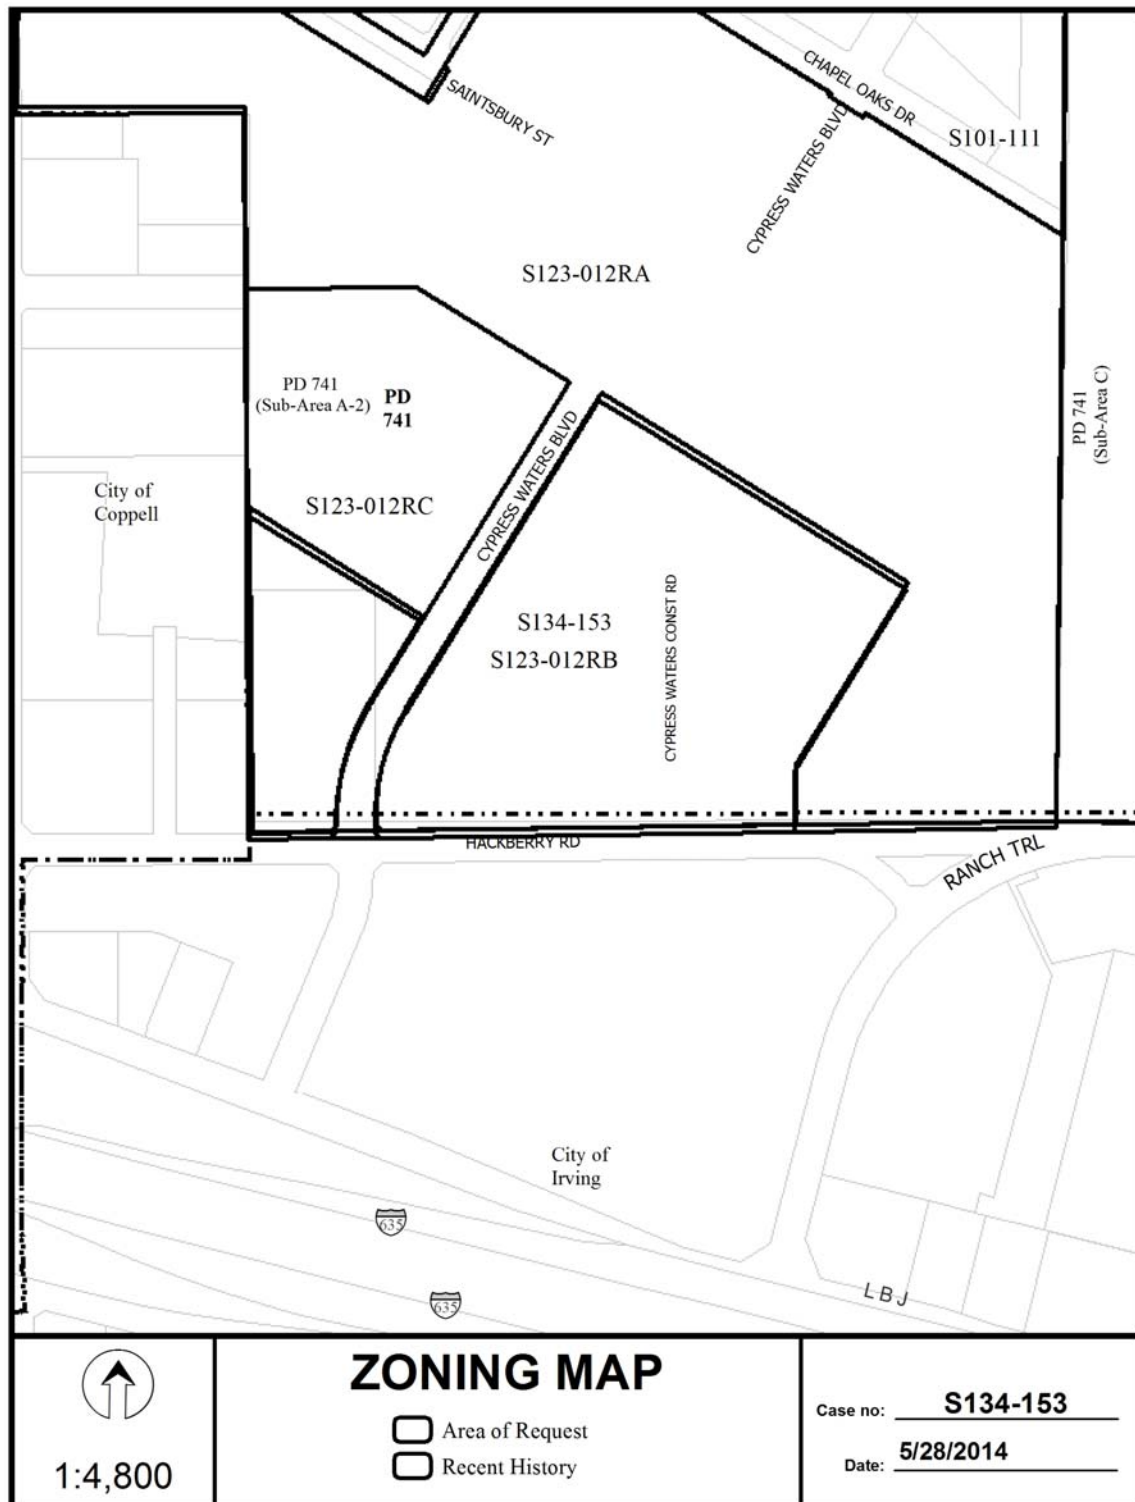 SAINTSBURY ST
CHAPEL OAKS DR
CYPRESS WATERS BLVD
S101-111
S123-012RA
PD 741
(Sub-Area A-2)
PD
741
PD 741
(Sub-Area C)
City of
Coppell
S123-012RC
CYPRESS WATERS BLVD
S134-153
S123-012RB
CYPRESS WATERS CONST RD
HACKBERRY RD
RANCH TRL
City of
Irving
635
635
LBJ
1:4,800
ZONING MAP
Area of Request
Recent History
Case no: S134-153
Date: 5/28/2014